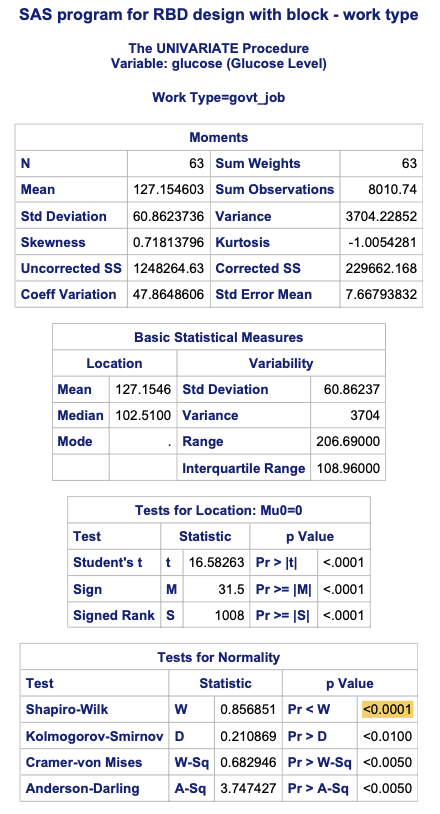 SAS program for RBD design with block - work type
The UNIVARIATE Procedure
Variable: glucose (Glucose Level)
Work Type=govt_job
Moments
N 63 Sum Weights 63
Mean 127.154603 Sum Observations 8010.74
Std Deviation 60.8623736 Variance 3704.22852
Skewness 0.71813796 Kurtosis -1.0054281
Uncorrected SS 1248264.63 Corrected SS 229662.168
Coeff Variation 47.8648606 Std Error Mean 7.66793832
Basic Statistical Measures
Location Variability
Mean 127.1546 Std Deviation 60.86237
Median 102.5100 Variance 3704
Mode . Range 206.69000
Interquartile Range 108.96000
Tests for Location: Mu0=0
Test Statistic p Value
Student's t t 16.58263 Pr > |t| <.0001
Sign M 31.5 Pr >= |M| <.0001
Signed Rank S 1008 Pr >= |S| <.0001
Tests for Normality
Test Statistic p Value
Shapiro-Wilk W 0.856851 Pr < W <0.0001
Kolmogorov-Smirnov D 0.210869 Pr > D <0.0100
Cramer-von Mises W-Sq 0.682946 Pr > W-Sq <0.0050
Anderson-Darling A-Sq 3.747427 Pr > A-Sq <0.0050